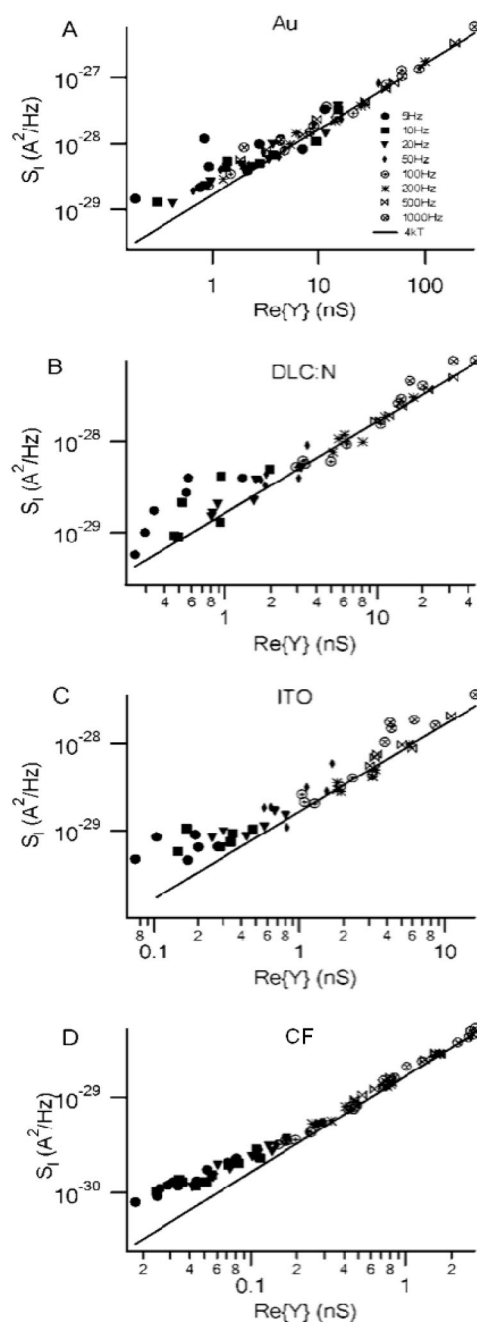 A
Au
S_I (A²/Hz)
10⁻²⁷
10⁻²⁸
10⁻²⁹
5Hz
10Hz
20Hz
50Hz
100Hz
200Hz
500Hz
1000Hz
4kT
1 10 100
Re{Y} (nS)
B
DLC:N
S_I (A²/Hz)
10⁻²⁸
10⁻²⁹
4 6 8 1 2 4 6 8 10 2 4
Re{Y} (nS)
C
ITO
S_I (A²/Hz)
10⁻²⁸
10⁻²⁹
8 0.1 2 4 6 8 1 2 4 6 8 10
Re{Y} (nS)
D
CF
S_I (A²/Hz)
10⁻²⁹
10⁻³⁰
2 4 6 8 0.1 2 4 6 8 1 2
Re{Y} (nS)